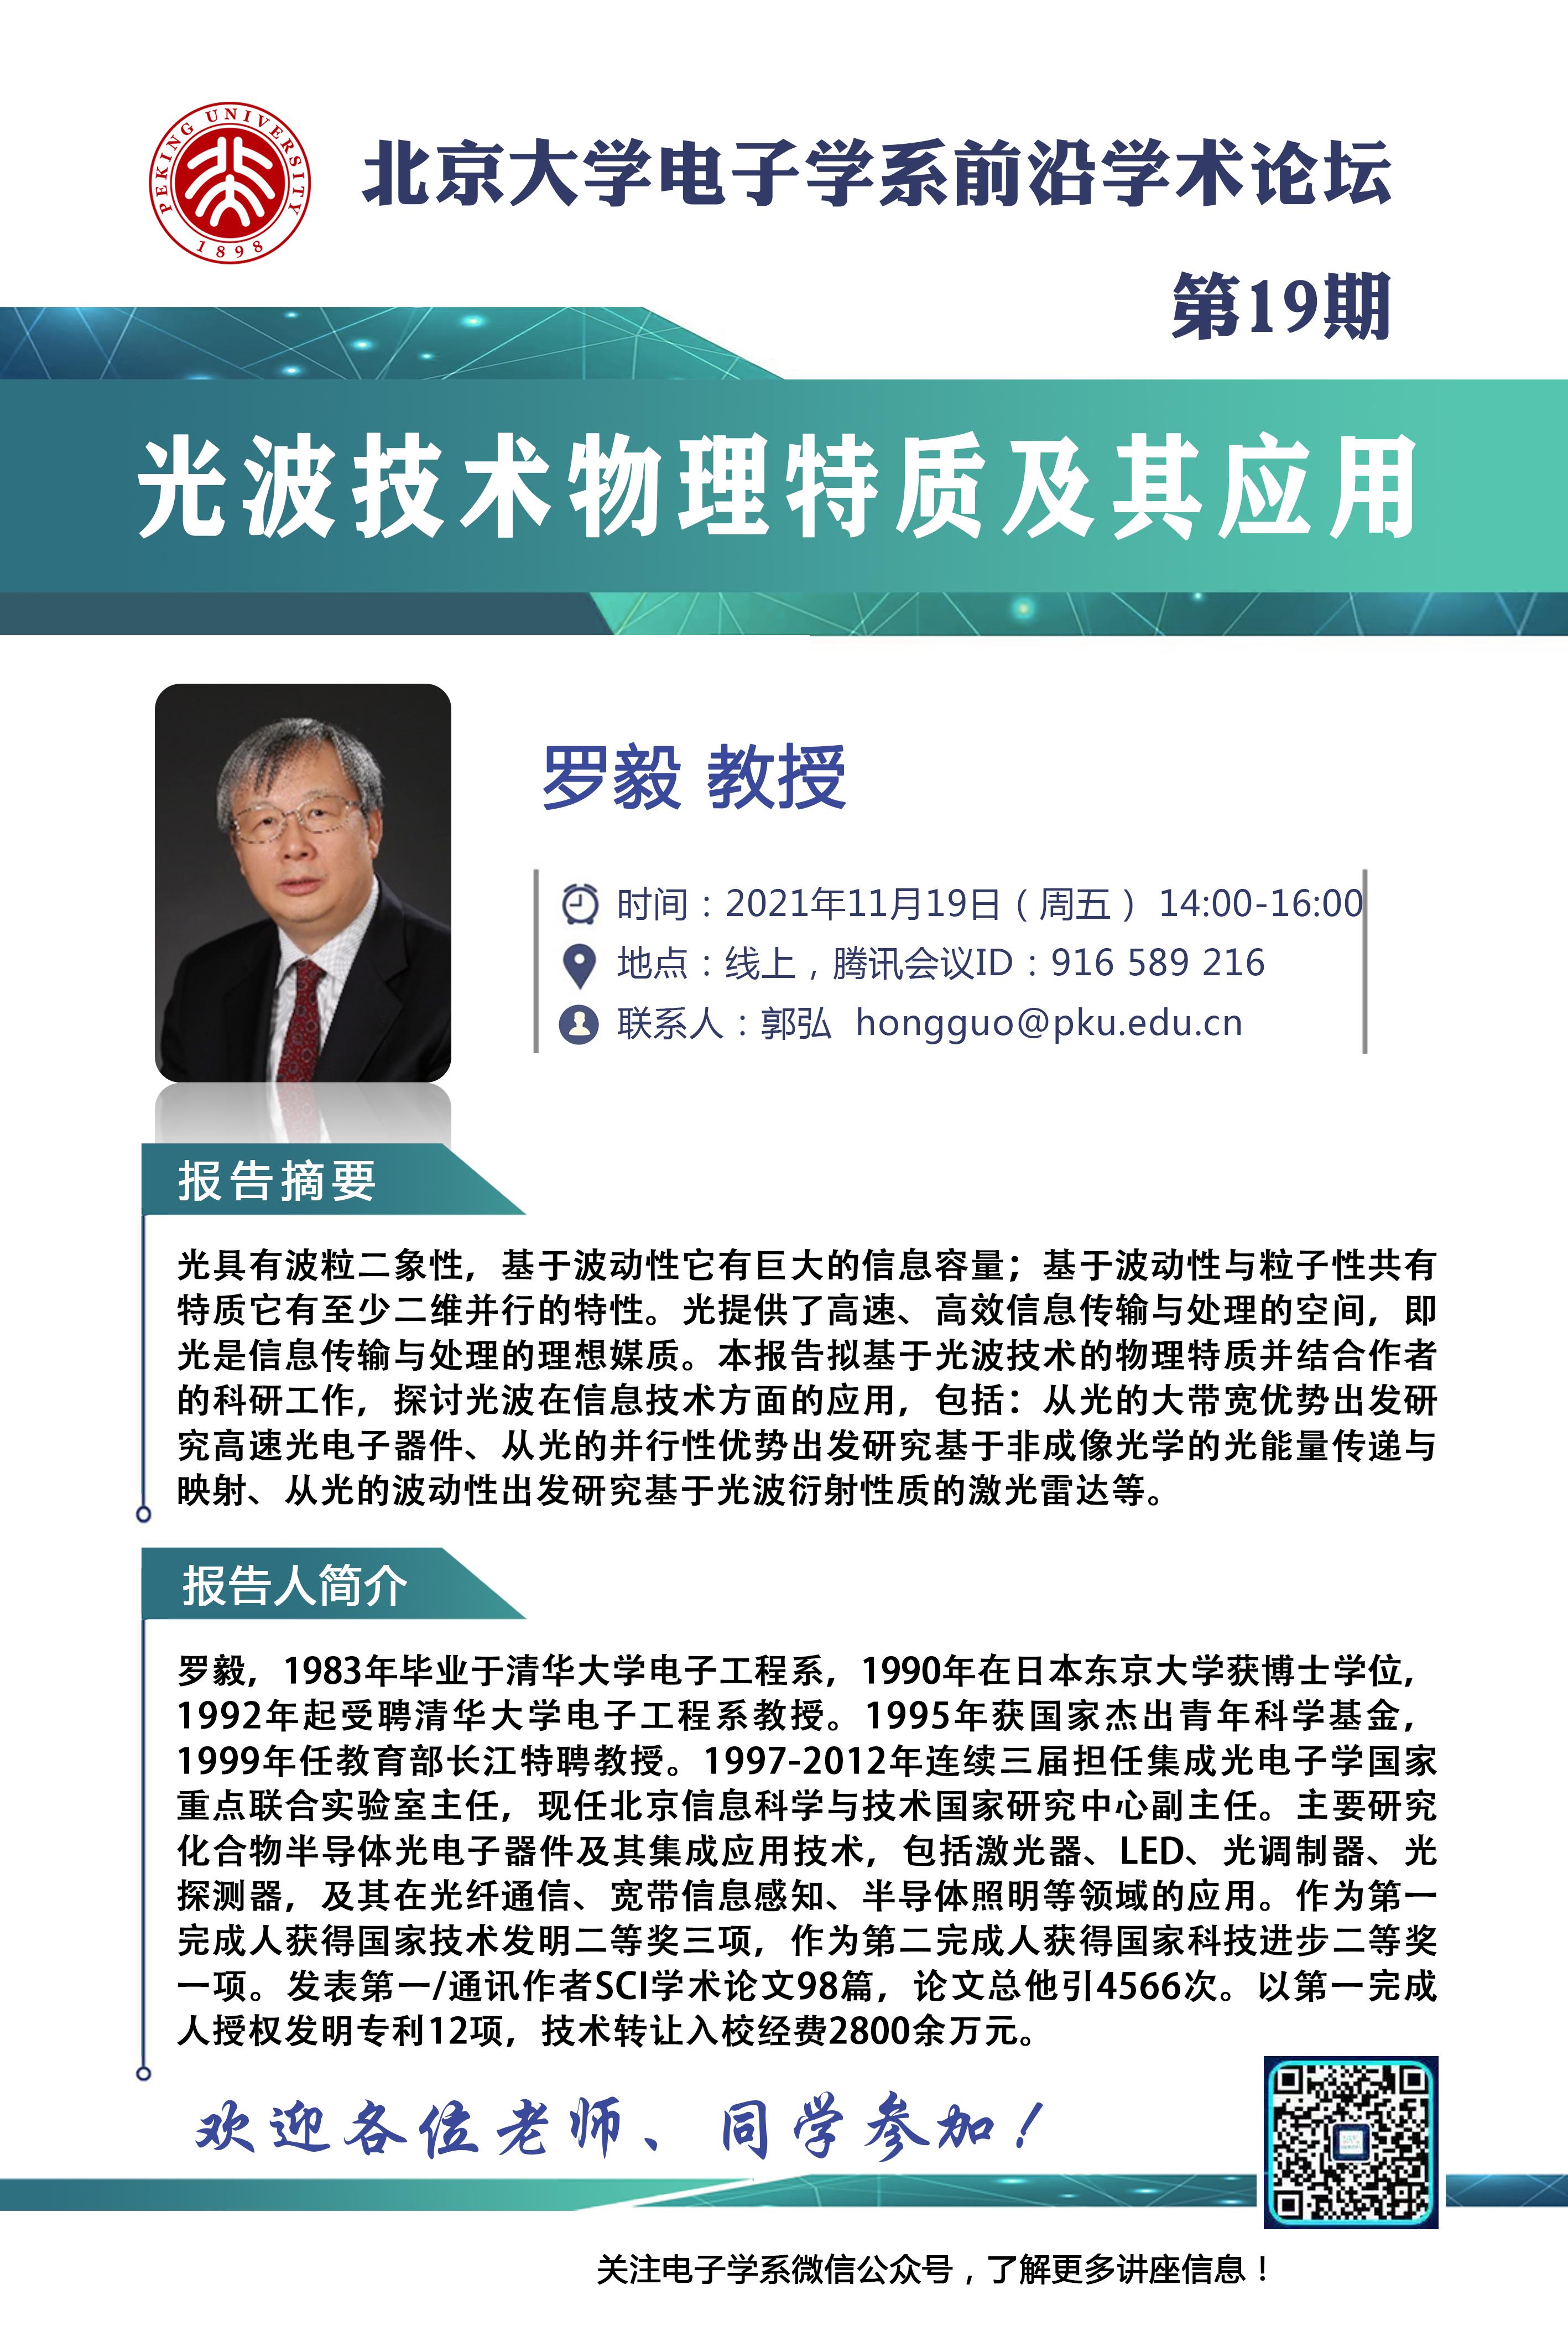 PEKING UNIVERSITY
1898
北京大学电子学系前沿学术论坛
第19期
光波技术物理特质及其应用
罗毅 教授
时间：2021年11月19日（周五） 14:00-16:00
地点：线上，腾讯会议ID：916 589 216
联系人：郭弘 hongguo@pku.edu.cn
报告摘要
光具有波粒二象性，基于波动性它有巨大的信息容量；基于波动性与粒子性共有
特质它有至少二维并行的特性。光提供了高速、高效信息传输与处理的空间，即
光是信息传输与处理的理想媒质。本报告拟基于光波技术的物理特质并结合作者
的科研工作，探讨光波在信息技术方面的应用，包括：从光的大带宽优势出发研
究高速光电子器件、从光的并行性优势出发研究基于非成像光学的光能量传递与
映射、从光的波动性出发研究基于光波衍射性质的激光雷达等。
报告人简介
罗毅，1983年毕业于清华大学电子工程系，1990年在日本东京大学获博士学位，
1992年起受聘清华大学电子工程系教授。1995年获国家杰出青年科学基金，
1999年任教育部长江特聘教授。1997-2012年连续三届担任集成光电子学国家
重点联合实验室主任，现任北京信息科学与技术国家研究中心副主任。主要研究
化合物半导体光电子器件及其集成应用技术，包括激光器、LED、光调制器、光
探测器，及其在光纤通信、宽带信息感知、半导体照明等领域的应用。作为第一
完成人获得国家技术发明二等奖三项，作为第二完成人获得国家科技进步二等奖
一项。发表第一/通讯作者SCI学术论文98篇，论文总他引4566次。以第一完成
人授权发明专利12项，技术转让入校经费2800余万元。
欢迎各位老师、同学参加！
关注电子学系微信公众号，了解更多讲座信息！